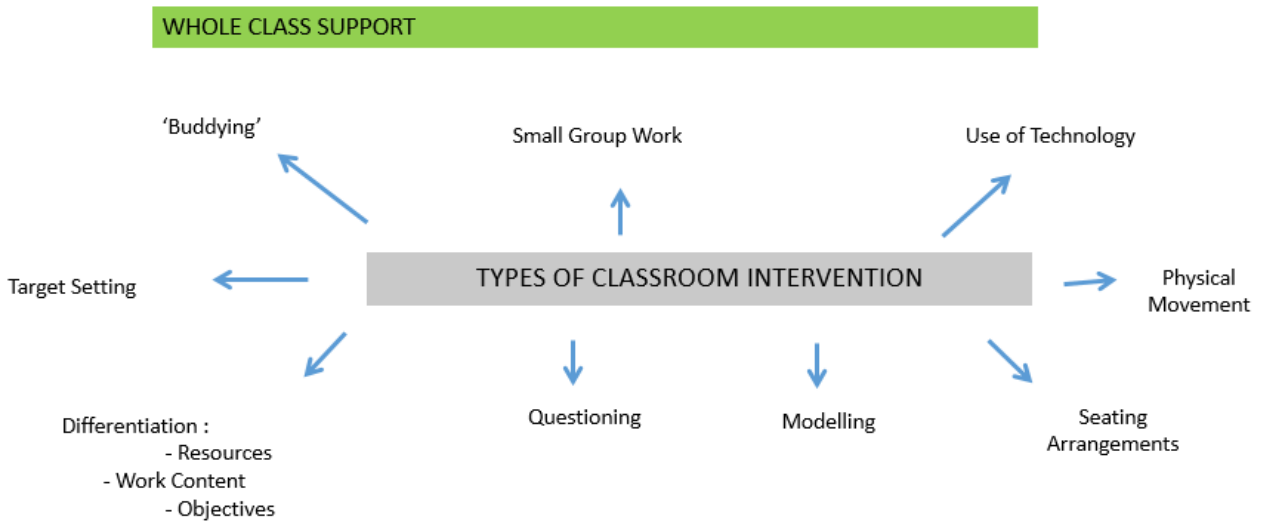 WHOLE CLASS SUPPORT
‘Buddying’
Small Group Work
Use of Technology
TYPES OF CLASSROOM INTERVENTION
Target Setting
Physical
Movement
Differentiation :
- Resources
- Work Content
- Objectives
Questioning
Modelling
Seating
Arrangements